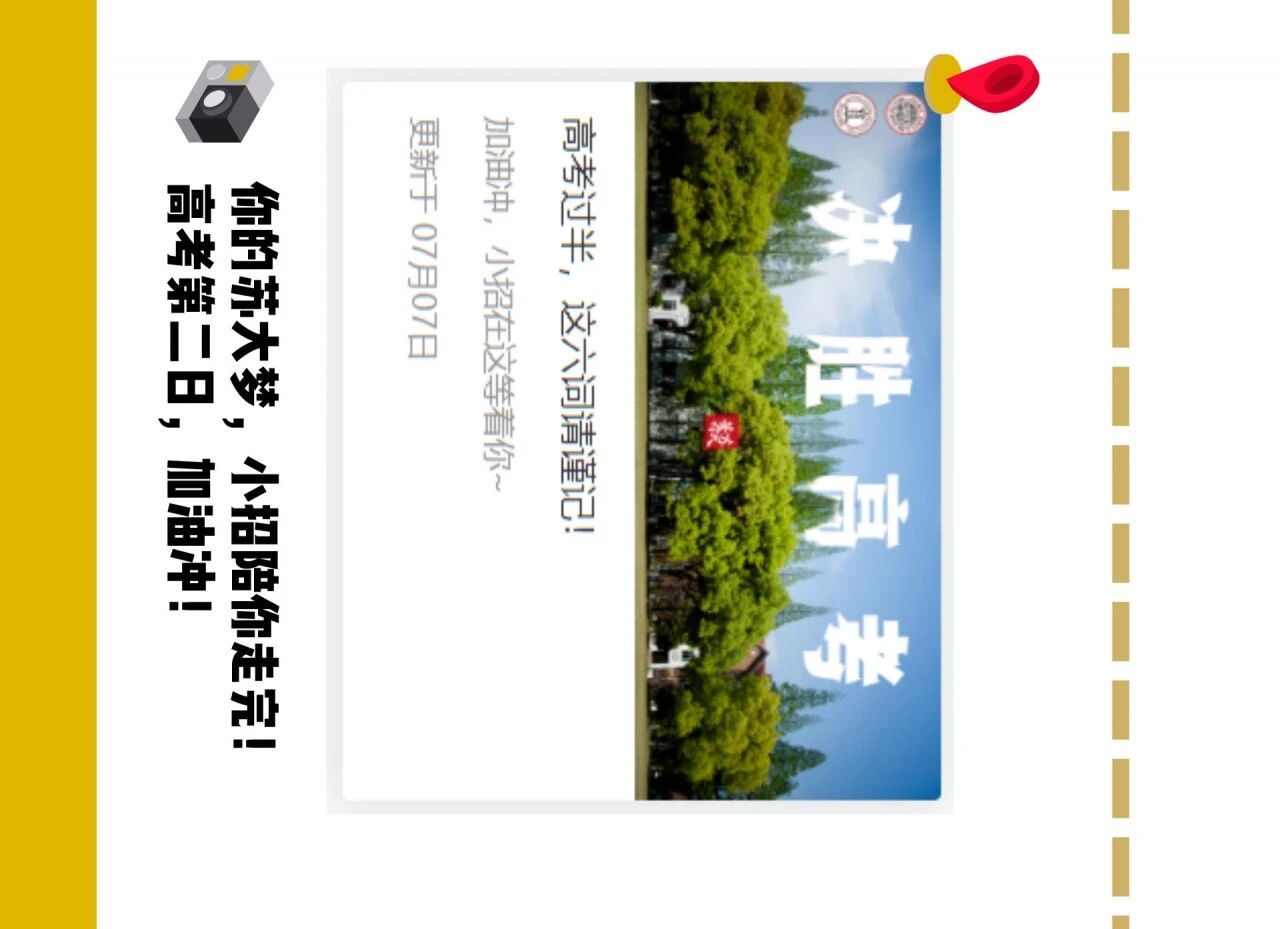 决胜高考
高考过半，这六词请谨记！
加油冲，小招在这等着你~
更新于 07月07日
你的苏大梦，小招陪你走完！
高考第二日，加油冲！